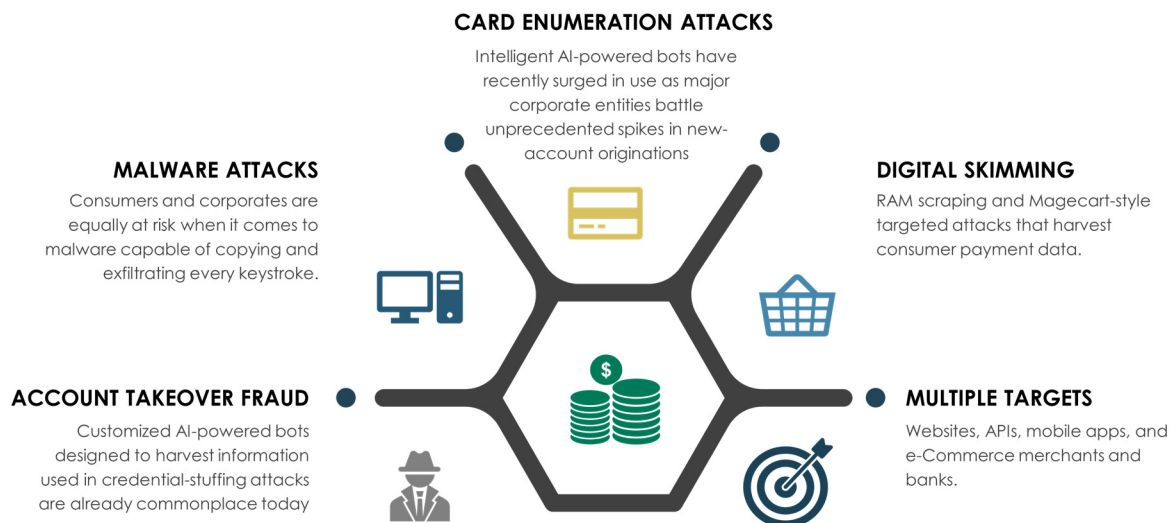 CARD ENUMERATION ATTACKS
Intelligent AI-powered bots have
recently surged in use as major
corporate entities battle
unprecedented spikes in new-
account originations
MALWARE ATTACKS
Consumers and corporates are
equally at risk when it comes to
malware capable of copying and
exfiltrating every keystroke.
DIGITAL SKIMMING
RAM scraping and Magecart-style
targeted attacks that harvest
consumer payment data.
$
ACCOUNT TAKEOVER FRAUD
Customized AI-powered bots
designed to harvest information
used in credential-stuffing attacks
are already commonplace today
MULTIPLE TARGETS
Websites, APIs, mobile apps, and
e-Commerce merchants and
banks.